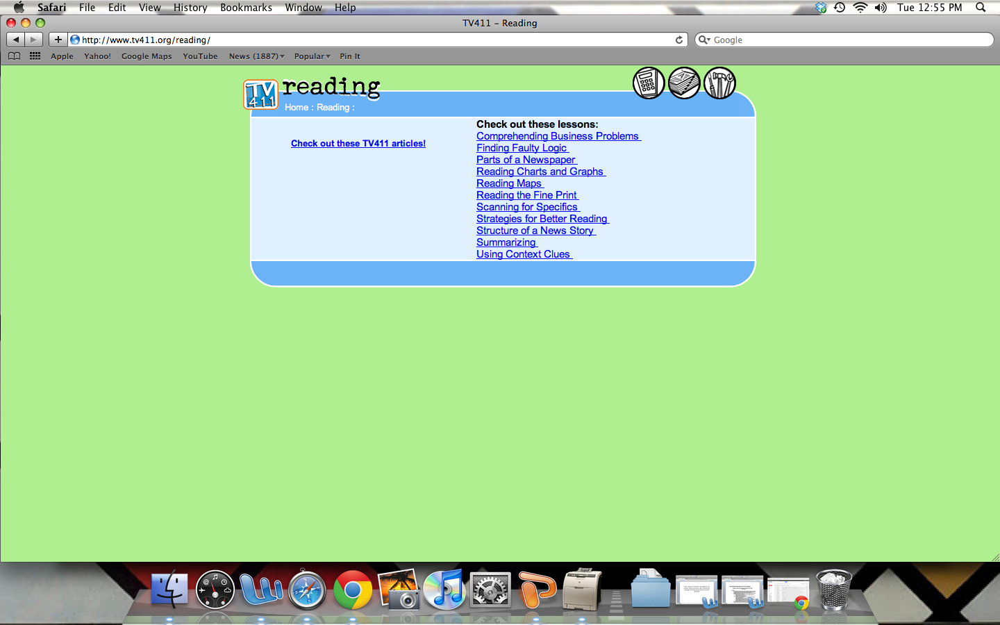 Safari File Edit View History Bookmarks Window Help Tue 12:55 PM
TV411 – Reading
http://www.tv411.org/reading/ Google
Apple Yahoo! Google Maps YouTube News (1887) Popular Pin It
TV 411 reading
Home : Reading :
Check out these TV411 articles!
Check out these lessons:
Comprehending Business Problems
Finding Faulty Logic
Parts of a Newspaper
Reading Charts and Graphs
Reading Maps
Reading the Fine Print
Scanning for Specifics
Strategies for Better Reading
Structure of a News Story
Summarizing
Using Context Clues